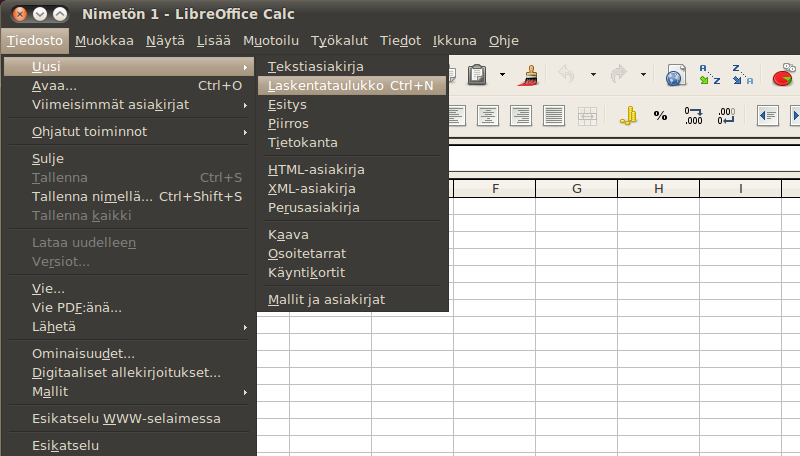 Nimetön 1 - LibreOffice Calc
Tiedosto Muokkaa Näytä Lisää Muotoilu Työkalut Tiedot Ikkuna Ohje
Uusi
Avaa... Ctrl+O
Viimeisimmät asiakirjat
Ohjatut toiminnot
Sulje
Tallenna Ctrl+S
Tallenna nimellä... Ctrl+Shift+S
Tallenna kaikki
Lataa uudelleen
Versiot...
Vie...
Vie PDF:änä...
Lähetä
Ominaisuudet...
Digitaaliset allekirjoitukset...
Mallit
Esikatselu WWW-selaimessa
Esikatselu
Tekstiasiakirja
Laskentataulukko Ctrl+N
Esitys
Piirros
Tietokanta
HTML-asiakirja
XML-asiakirja
Perusasiakirja
Kaava
Osoitetarrat
Käyntikortit
Mallit ja asiakirjat
A Z Z A
% .000 .000
F G H I